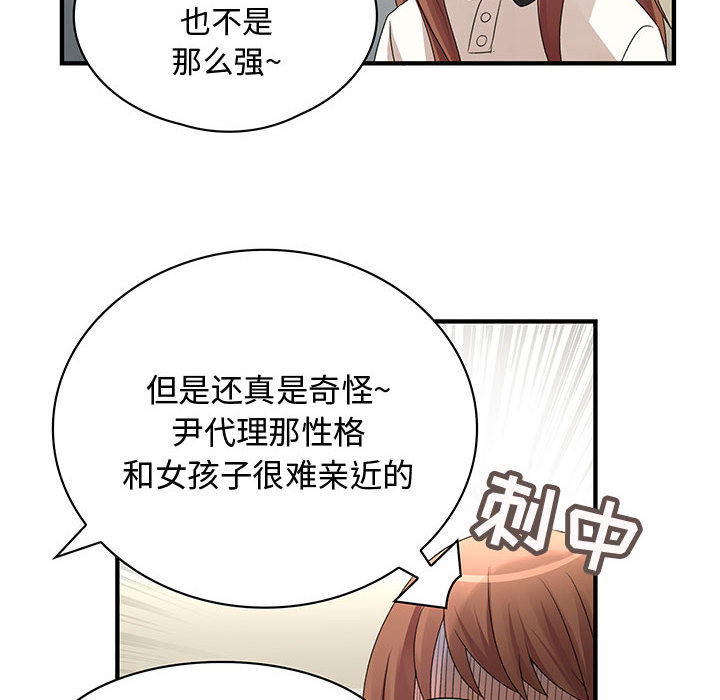 也不是
那么强~
但是还真是奇怪~
尹代理那性格
和女孩子很难亲近的
刺中